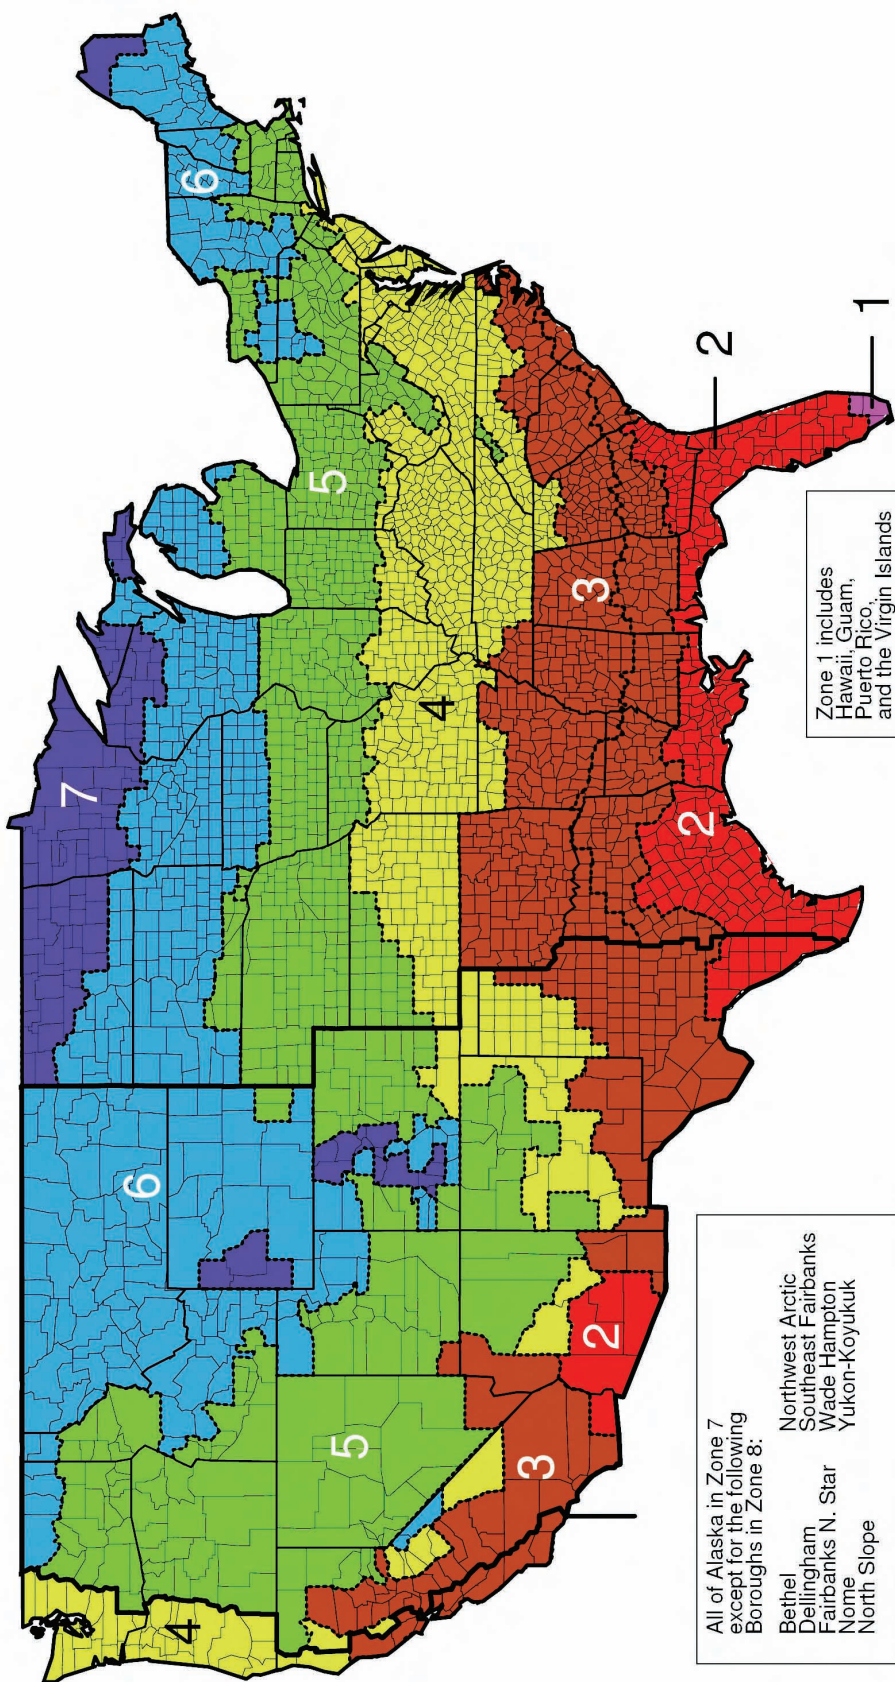 7
6
6
5
5
4
4
3
3
2
2
2
1
All of Alaska in Zone 7
except for the following
Boroughs in Zone 8:
Bethel
Dellingham
Fairbanks N. Star
Nome
North Slope
Northwest Arctic
Southeast Fairbanks
Wade Hampton
Yukon-Koyukuk
Zone 1 includes
Hawaii, Guam,
Puerto Rico,
and the Virgin Islands